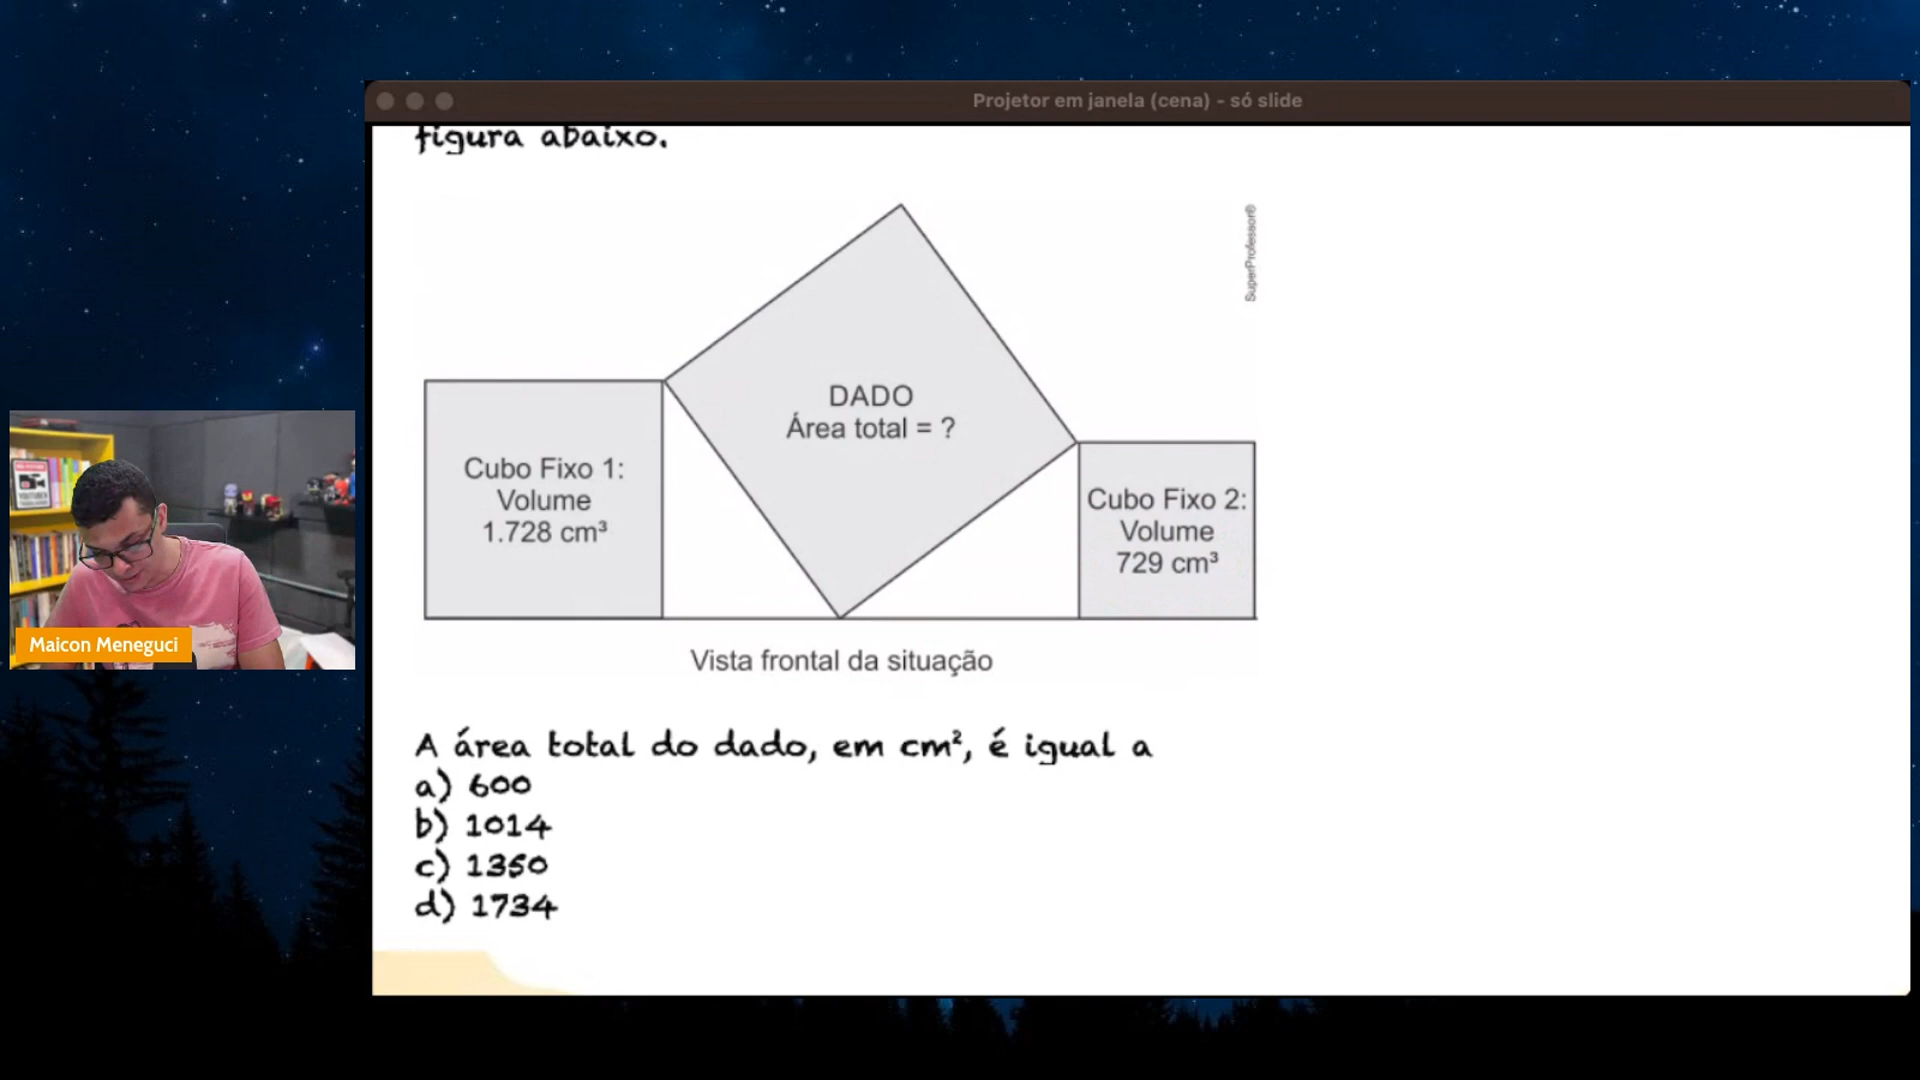 Projetor em janela (cena) - só slide
figura abaixo.
SuperProfessor®
DADO
Área total = ?
Cubo Fixo 1:
Volume
1.728 cm³
Cubo Fixo 2:
Volume
729 cm³
Vista frontal da situação
Maicon Meneguci
A área total do dado, em cm², é igual a
a) 600
b) 1014
c) 1350
d) 1734